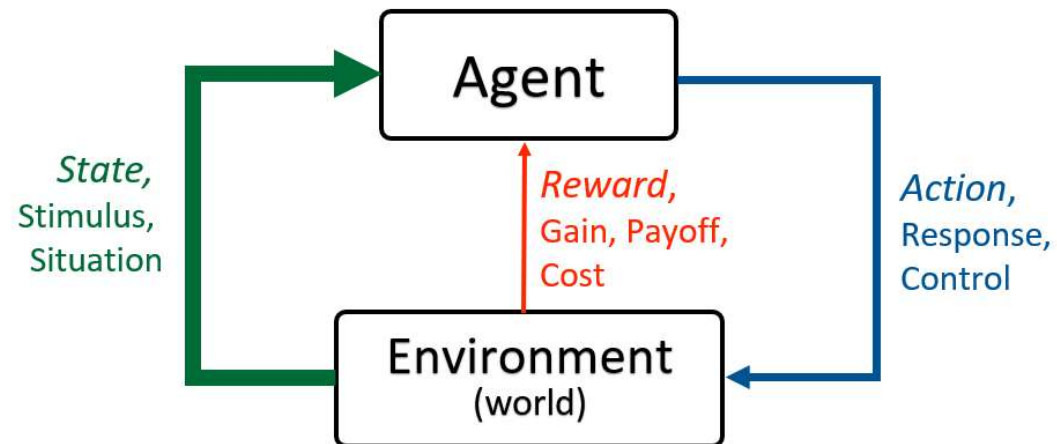 Agent
State,
Stimulus,
Situation
Reward,
Gain, Payoff,
Cost
Action,
Response,
Control
Environment
(world)